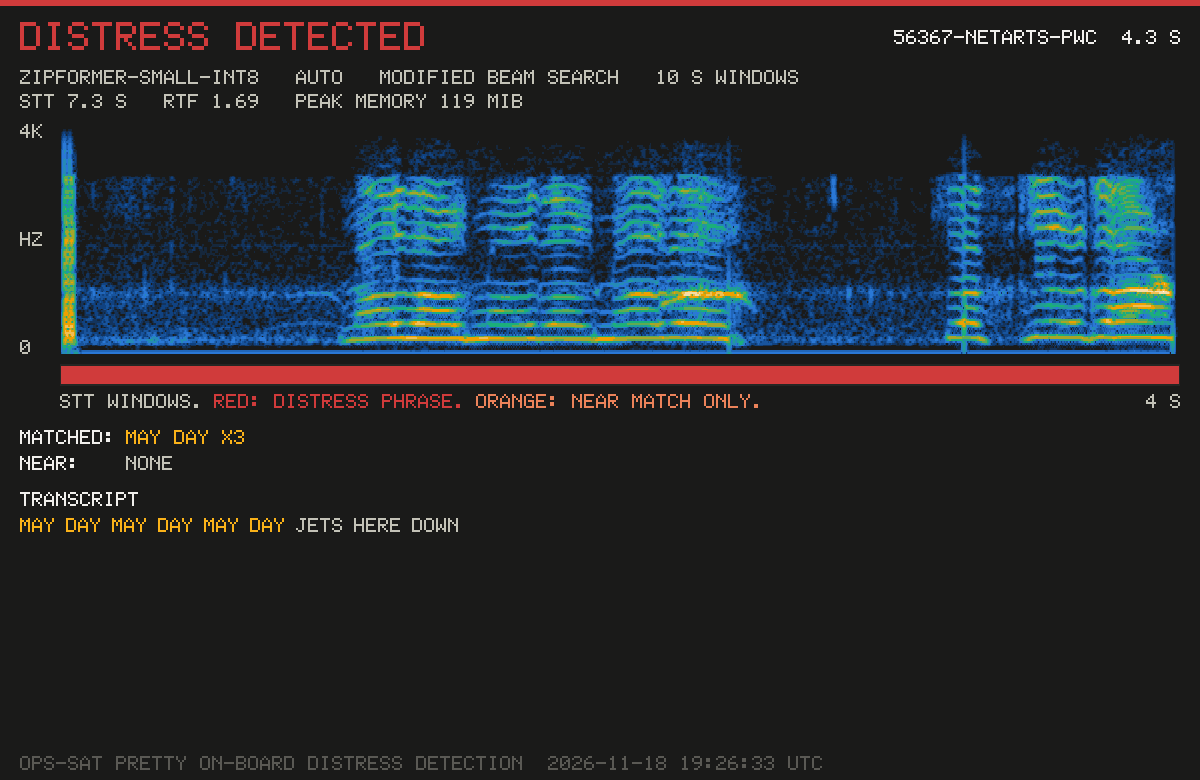 DISTRESS DETECTED
56367-NETARTS-PWC 4.3 S
ZIPFORMER-SMALL-INT8 AUTO MODIFIED BEAM SEARCH 10 S WINDOWS
STT 7.3 S RTF 1.69 PEAK MEMORY 119 MIB
4K
HZ
0
STT WINDOWS. RED: DISTRESS PHRASE. ORANGE: NEAR MATCH ONLY. 4 S
MATCHED: MAY DAY X3
NEAR: NONE
TRANSCRIPT
MAY DAY MAY DAY MAY DAY JETS HERE DOWN
OPS-SAT PRETTY ON-BOARD DISTRESS DETECTION 2026-11-18 19:26:33 UTC